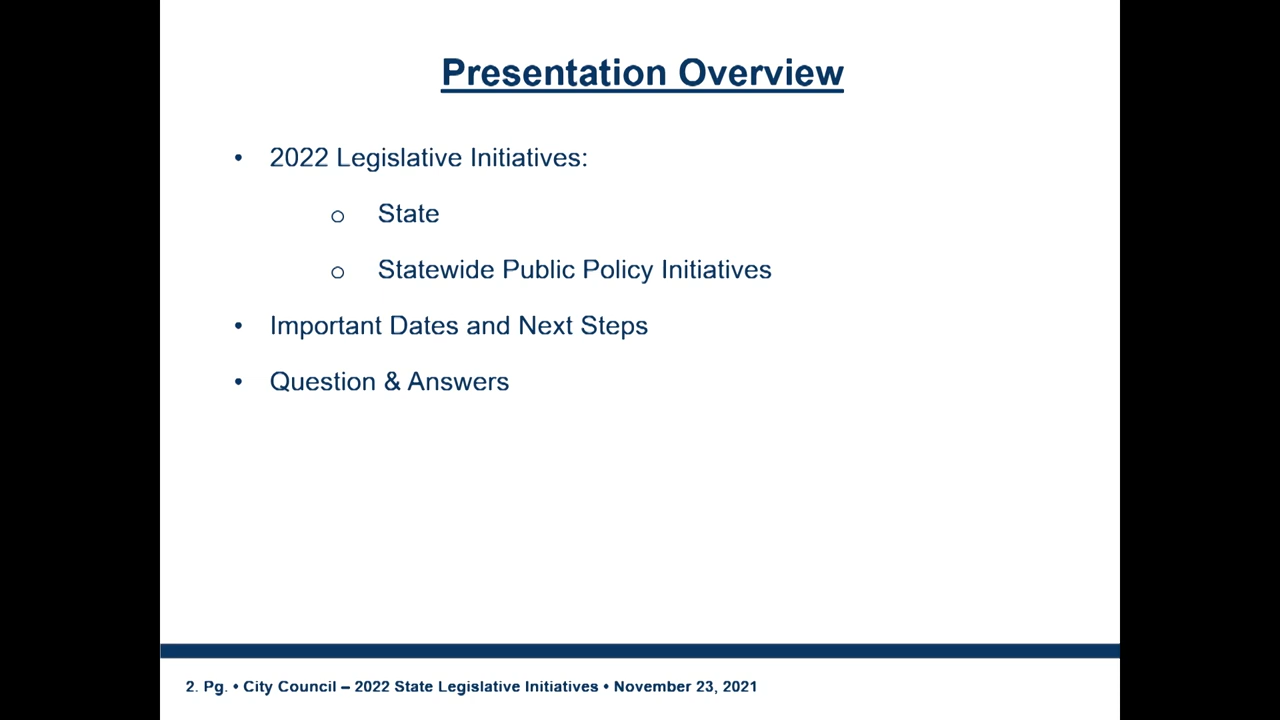 Presentation Overview
• 2022 Legislative Initiatives:
o State
o Statewide Public Policy Initiatives
• Important Dates and Next Steps
• Question & Answers
2. Pg. • City Council – 2022 State Legislative Initiatives • November 23, 2021